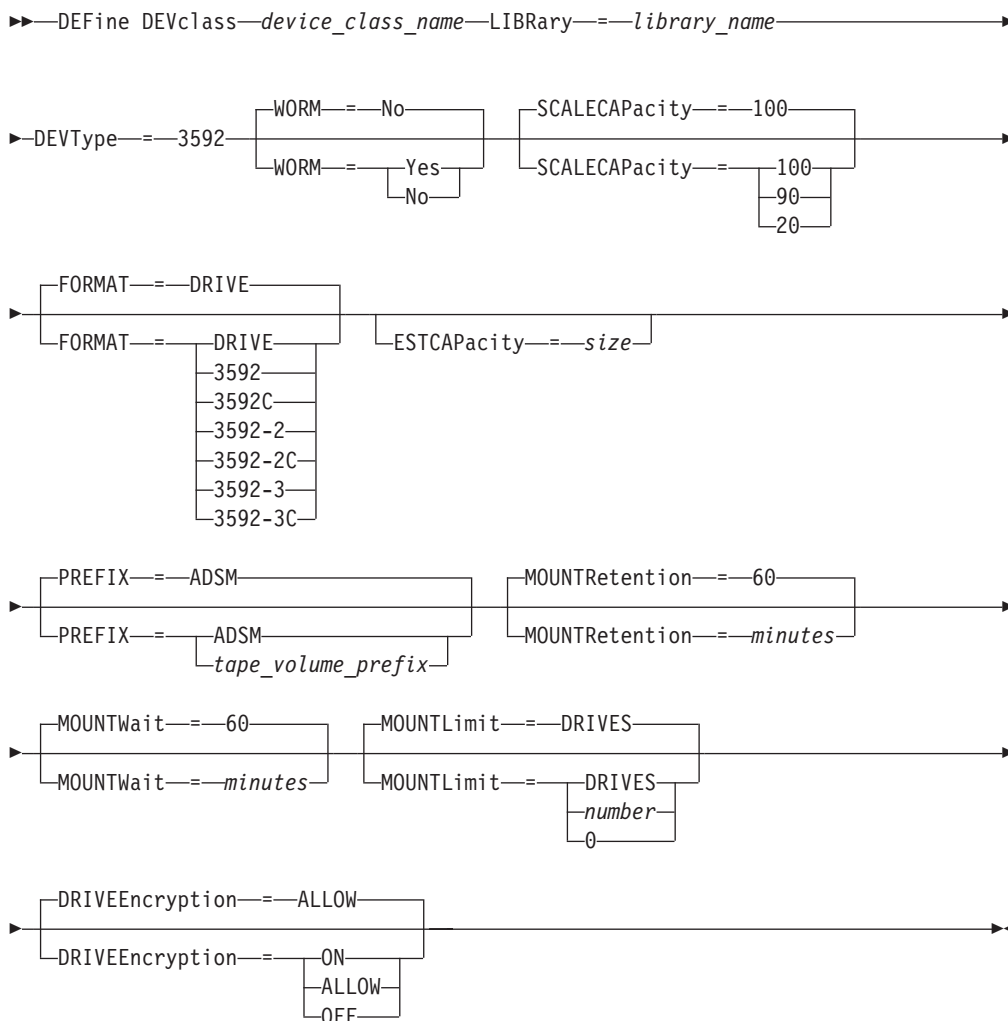 DEFine DEVclass device_class_name LIBRary = library_name
WORM = No SCALECAPacity = 100
DEVType = 3592
WORM = Yes SCALECAPacity = 100
No 90
20
FORMAT = DRIVE
FORMAT = DRIVE ESTCAPacity = size
3592
3592C
3592-2
3592-2C
3592-3
3592-3C
PREFIX = ADSM MOUNTRetention = 60
PREFIX = ADSM MOUNTRetention = minutes
tape_volume_prefix
MOUNTWait = 60 MOUNTLimit = DRIVES
MOUNTWait = minutes MOUNTLimit = DRIVES
number
0
DRIVEEncryption = ALLOW
DRIVEEncryption = ON
ALLOW
OFF